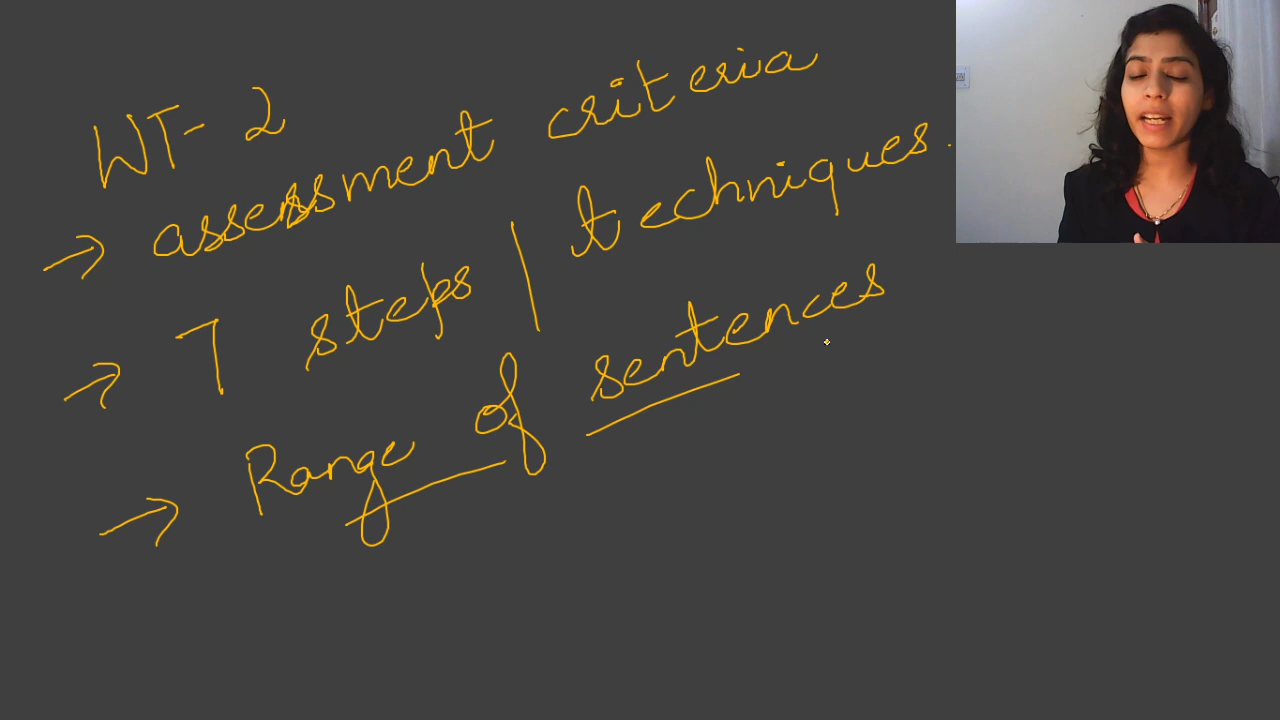 WT- 2
→ assessment criteria
→ 7 steps / techniques.
→ Range of sentences